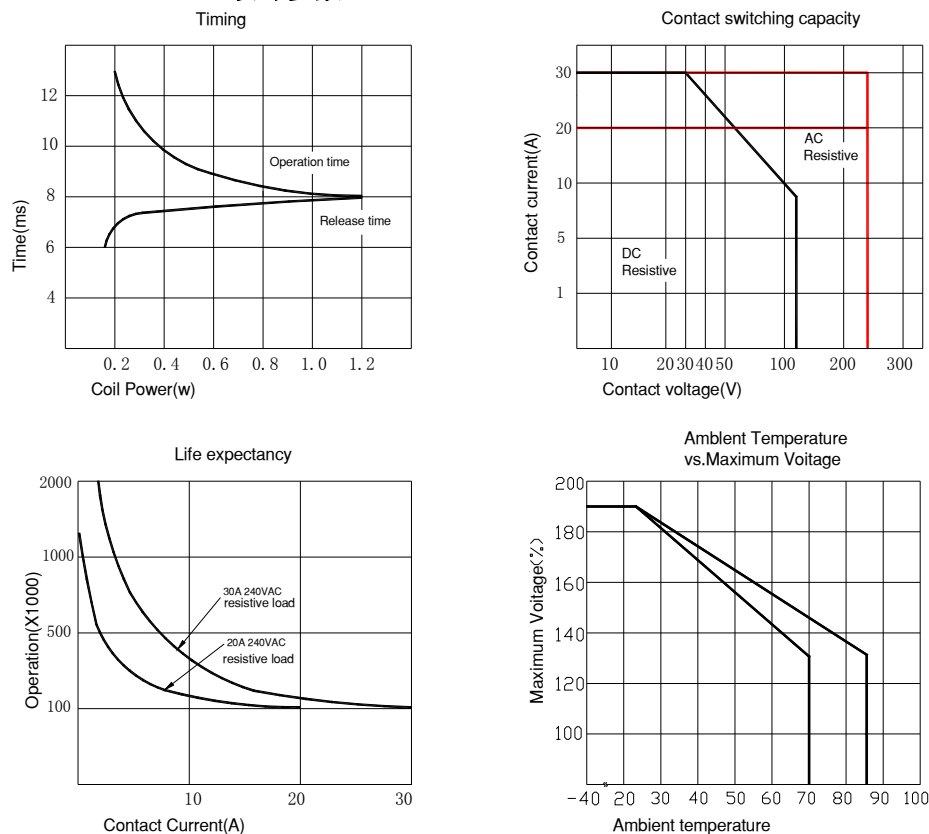 Timing
12
10
8
6
4
Time(ms)
Operation time
Release time
0.2 0.4 0.6 0.8 1.0 1.2
Coil Power(w)
Contact switching capacity
30
20
10
5
1
Contact current(A)
AC
Resistive
DC
Resistive
10 20 30 40 50 100 200 300
Contact voltage(V)
Life expectancy
2000
1000
500
100
Operation(X1000)
30A 240VAC
resistive load
20A 240VAC
resistive load
10 20 30
Contact Current(A)
Amblent Temperature
vs.Maximum Voitage
200
180
160
140
120
100
Maximum Voitage(%)
-40 20 30 40 50 60 70 80 90 100
Ambient temperature